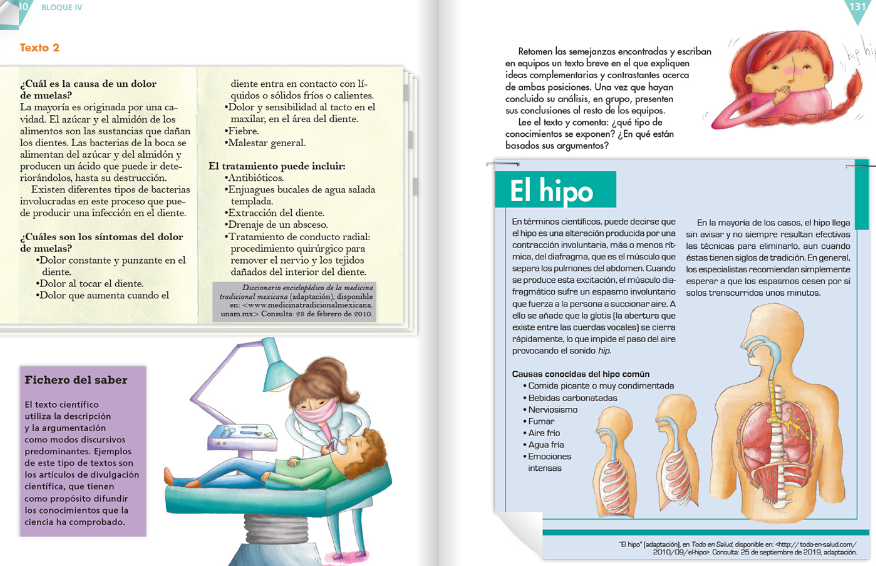 BLOQUE IV
Texto 2
¿Cuál es la causa de un dolor
de muelas?
La mayoría es originada por una ca-
vidad. El azúcar y el almidón de los
alimentos son las sustancias que dañan
los dientes. Las bacterias de la boca se
alimentan del azúcar y del almidón y
producen un ácido que puede ir dete-
riorándolos, hasta su destrucción.
Existen diferentes tipos de bacterias
involucradas en este proceso que pue-
de producir una infección en el diente.
¿Cuáles son los síntomas del dolor
de muelas?
•Dolor constante y punzante en el
diente.
•Dolor al tocar el diente.
•Dolor que aumenta cuando el
diente entra en contacto con lí-
quidos o sólidos fríos o calientes.
•Dolor y sensibilidad al tacto en el
maxilar, en el área del diente.
•Fiebre.
•Malestar general.
El tratamiento puede incluir:
•Antibióticos.
•Enjuagues bucales de agua salada
templada.
•Extracción del diente.
•Drenaje de un absceso.
•Tratamiento de conducto radial:
procedimiento quirúrgico para
remover el nervio y los tejidos
dañados del interior del diente.
Diccionario enciclopédico de la medicina
tradicional mexicana (adaptación), disponible
en: <www.medicinatradicionalmexicana.
unam.mx> Consulta: 28 de febrero de 2010.
Fichero del saber
El texto científico
utiliza la descripción
y la argumentación
como modos discursivos
predominantes. Ejemplos
de este tipo de textos son
los artículos de divulgación
científica, que tienen
como propósito difundir
los conocimientos que la
ciencia ha comprobado.
131
Retomen las semejanzas encontradas y escriban
en equipos un texto breve en el que expliquen
ideas complementarias y contrastantes acerca
de ambas posiciones. Una vez que hayan
concluido su análisis, en grupo, presenten
sus conclusiones al resto de los equipos.
Lee el texto y comenta: ¿qué tipo de
conocimientos se exponen? ¿En qué están
basados sus argumentos?
hip
El hipo
En términos científicos, puede decirse que
el hipo es una alteración producida por una
contracción involuntaria, más o menos rít-
mica, del diafragma, que es el músculo que
separa los pulmones del abdomen. Cuando
se produce esta excitación, el músculo dia-
fragmático sufre un espasmo involuntario
que fuerza a la persona a succionar aire. A
ello se añade que la glotis (la abertura que
existe entre las cuerdas vocales) se cierra
rápidamente, lo que impide el paso del aire
provocando el sonido hip.
Causas conocidas del hipo común
• Comida picante o muy condimentada
• Bebidas carbonatadas
• Nerviosismo
• Fumar
• Aire frío
• Agua fría
• Emociones
intensas
En la mayoría de los casos, el hipo llega
sin avisar y no siempre resultan efectivas
las técnicas para eliminarlo, aun cuando
éstas tienen siglos de tradición. En general,
los especialistas recomiendan simplemente
esperar a que los espasmos cesen por sí
solos transcurridos unos minutos.
"El hipo" (adaptación), en Todo en Salud, disponible en: <http://todo-en-salud.com/
2010/09/el-hipo>. Consulta: 25 de septiembre de 2019, adaptación.